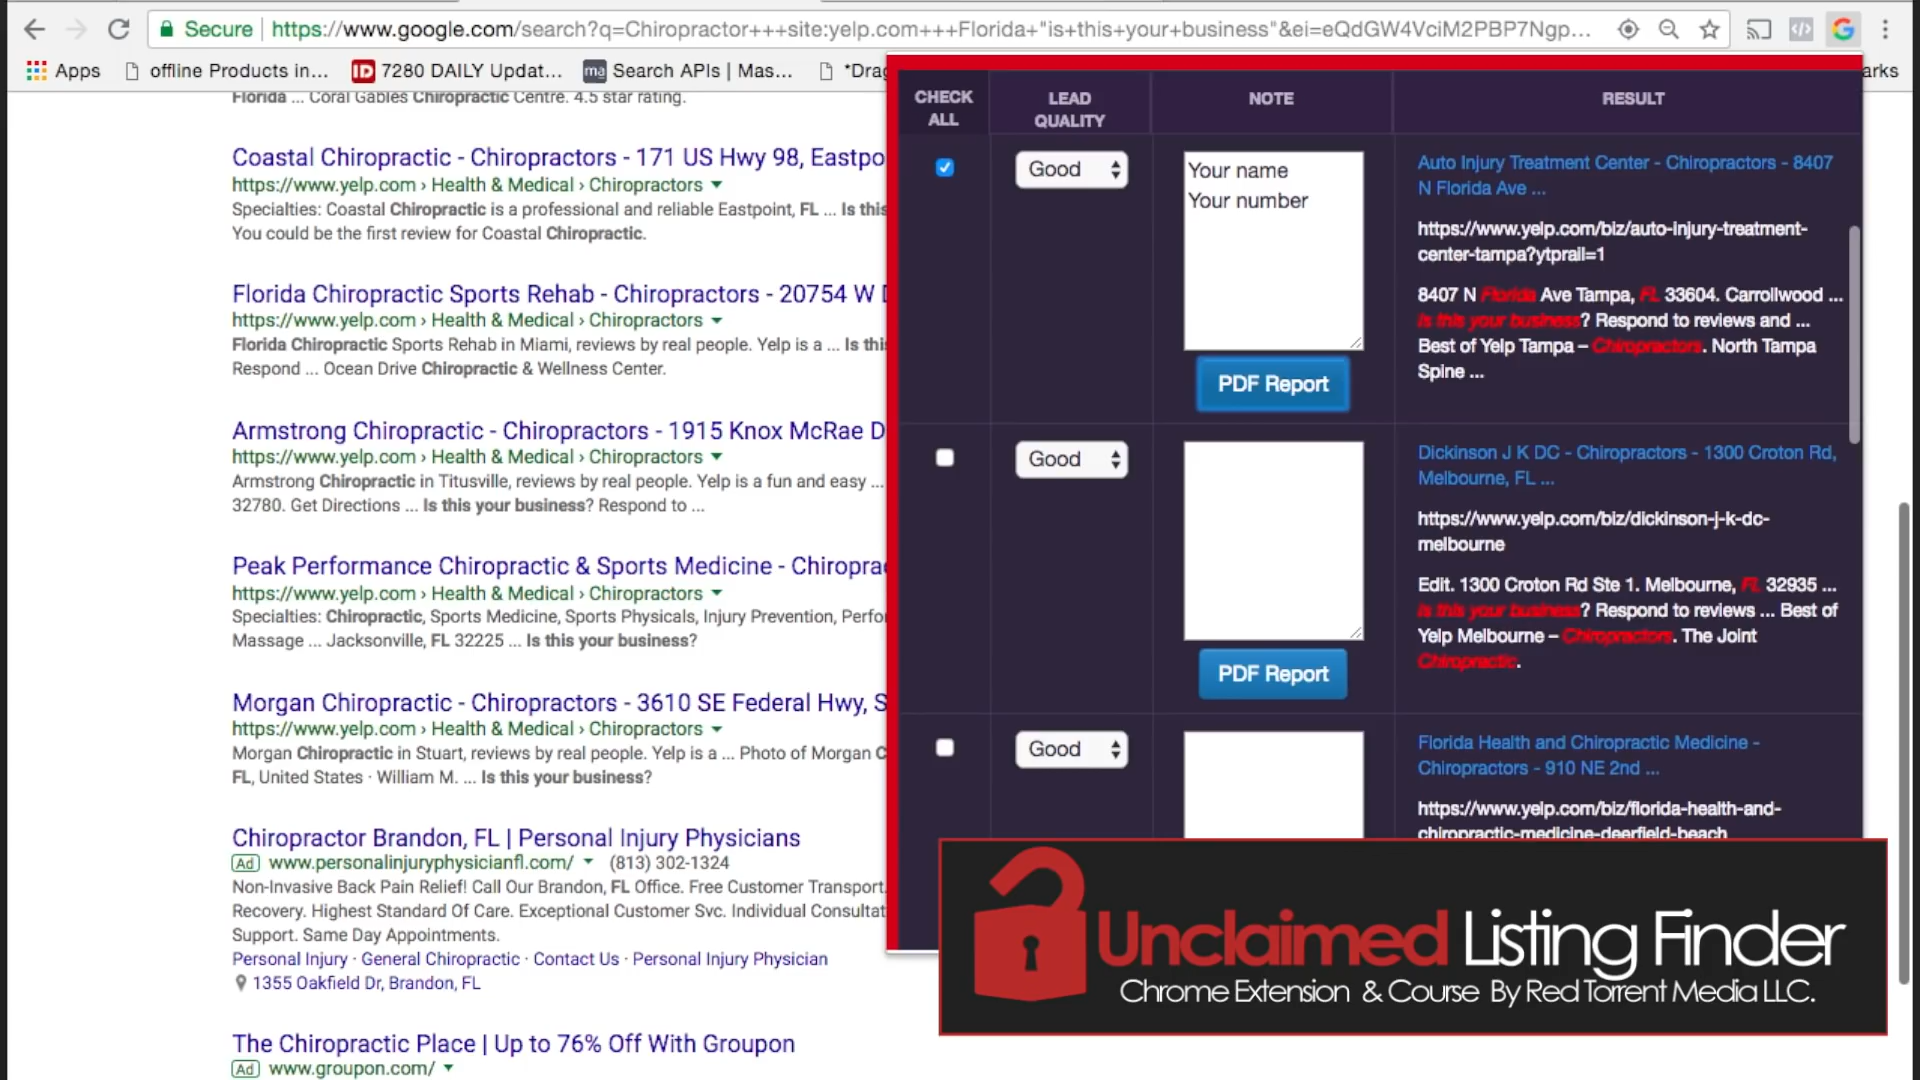 Secure
https://www.google.com/search?q=Chiropractor+++site:yelp.com+++Florida+"is+this+your+business"&ei=eQdGW4VciM2PBP7Ngp...
Apps
offline Products in...
7280 DAILY Updat...
Search APIs | Mas...
*Drag
arks
Florida ... Coral Gables Chiropractic Centre. 4.5 star rating.
Coastal Chiropractic - Chiropractors - 171 US Hwy 98, Eastpo
https://www.yelp.com › Health & Medical › Chiropractors
Specialties: Coastal Chiropractic is a professional and reliable Eastpoint, FL ... Is this
You could be the first review for Coastal Chiropractic.
Florida Chiropractic Sports Rehab - Chiropractors - 20754 W D
https://www.yelp.com › Health & Medical › Chiropractors
Florida Chiropractic Sports Rehab in Miami, reviews by real people. Yelp is a ... Is this
Respond ... Ocean Drive Chiropractic & Wellness Center.
Armstrong Chiropractic - Chiropractors - 1915 Knox McRae D
https://www.yelp.com › Health & Medical › Chiropractors
Armstrong Chiropractic in Titusville, reviews by real people. Yelp is a fun and easy ...
32780. Get Directions ... Is this your business? Respond to ...
Peak Performance Chiropractic & Sports Medicine - Chiroprac
https://www.yelp.com › Health & Medical › Chiropractors
Specialties: Chiropractic, Sports Medicine, Sports Physicals, Injury Prevention, Perfo
Massage ... Jacksonville, FL 32225 ... Is this your business?
Morgan Chiropractic - Chiropractors - 3610 SE Federal Hwy, S
https://www.yelp.com › Health & Medical › Chiropractors
Morgan Chiropractic in Stuart, reviews by real people. Yelp is a ... Photo of Morgan C
FL, United States · William M. ... Is this your business?
Chiropractor Brandon, FL | Personal Injury Physicians
Ad www.personalinjuryphysicianfl.com/ (813) 302-1324
Non-Invasive Back Pain Relief! Call Our Brandon, FL Office. Free Customer Transport.
Recovery. Highest Standard Of Care. Exceptional Customer Svc. Individual Consultat
Support. Same Day Appointments.
Personal Injury · General Chiropractic · Contact Us · Personal Injury Physician
1355 Oakfield Dr, Brandon, FL
The Chiropractic Place | Up to 76% Off With Groupon
Ad www.groupon.com/
CHECK
ALL
LEAD
QUALITY
NOTE
RESULT
Good
Your name
Your number
PDF Report
Auto Injury Treatment Center - Chiropractors - 8407
N Florida Ave ...
https://www.yelp.com/biz/auto-injury-treatment-
center-tampa?ytprail=1
8407 N Florida Ave Tampa, FL 33604. Carrollwood ...
Is this your business? Respond to reviews and ...
Best of Yelp Tampa – Chiropractors. North Tampa
Spine ...
Good
PDF Report
Dickinson J K DC - Chiropractors - 1300 Croton Rd,
Melbourne, FL ...
https://www.yelp.com/biz/dickinson-j-k-dc-
melbourne
Edit. 1300 Croton Rd Ste 1. Melbourne, FL 32935 ...
Is this your business? Respond to reviews ... Best of
Yelp Melbourne – Chiropractors. The Joint
Chiropractic.
Good
Florida Health and Chiropractic Medicine -
Chiropractors - 910 NE 2nd ...
https://www.yelp.com/biz/florida-health-and-
chiropractic-medicine-deerfield-beach
Unclaimed Listing Finder
Chrome Extension & Course By Red Torrent Media LLC.